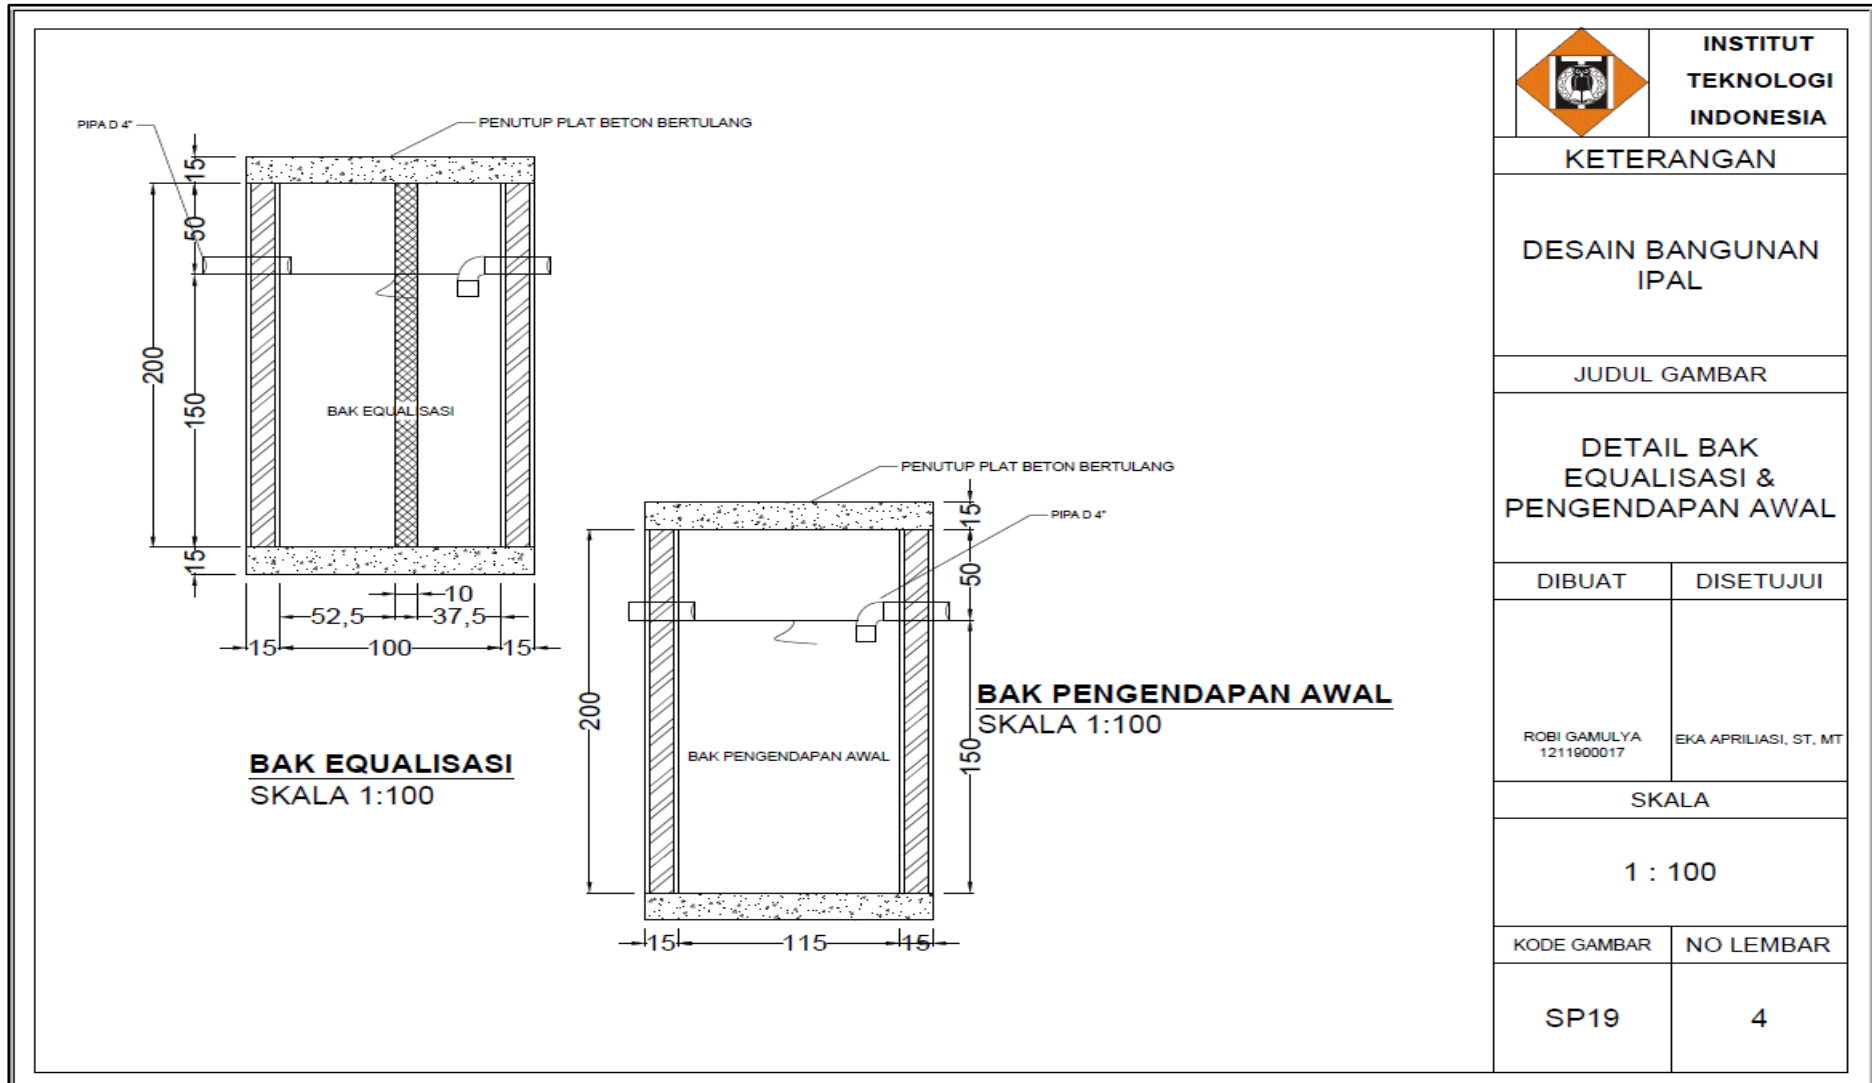 PIPA D 4"
PENUTUP PLAT BETON BERTULANG
15
50
200
150
15
BAK EQUALISASI
10
52,5
37,5
15
100
15
BAK EQUALISASI
SKALA 1:100
PENUTUP PLAT BETON BERTULANG
15
PIPA D 4"
50
200
150
BAK PENGENDAPAN AWAL
15
115
15
BAK PENGENDAPAN AWAL
SKALA 1:100
INSTITUT
TEKNOLOGI
INDONESIA
KETERANGAN
DESAIN BANGUNAN
IPAL
JUDUL GAMBAR
DETAIL BAK
EQUALISASI &
PENGENDAPAN AWAL
DIBUAT
DISETUJUI
ROBI GAMULYA
1211900017
EKA APRILIASI, ST, MT
SKALA
1 : 100
KODE GAMBAR
NO LEMBAR
SP19
4